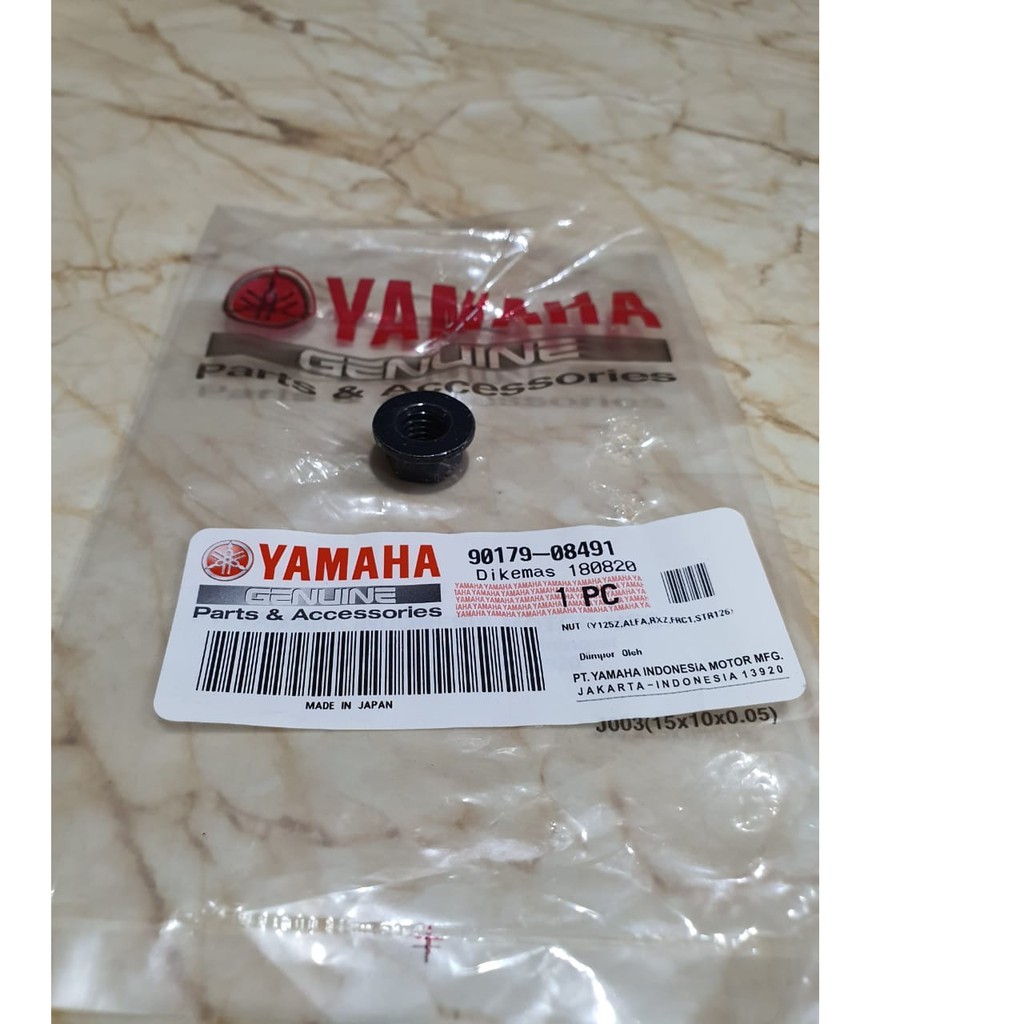 YAMAHA
GENUINE
Parts & Accessories
YAMAHA
GENUINE
Parts & Accessories
90179-08491
Dikemas 180820
1 PC
NUT (Y125Z,ALFA,RXZ,FRC1,STR126)
Diimpor Oleh
PT. YAMAHA INDONESIA MOTOR MFG.
JAKARTA-INDONESIA 13920
MADE IN JAPAN
J003(15x10x0.05)